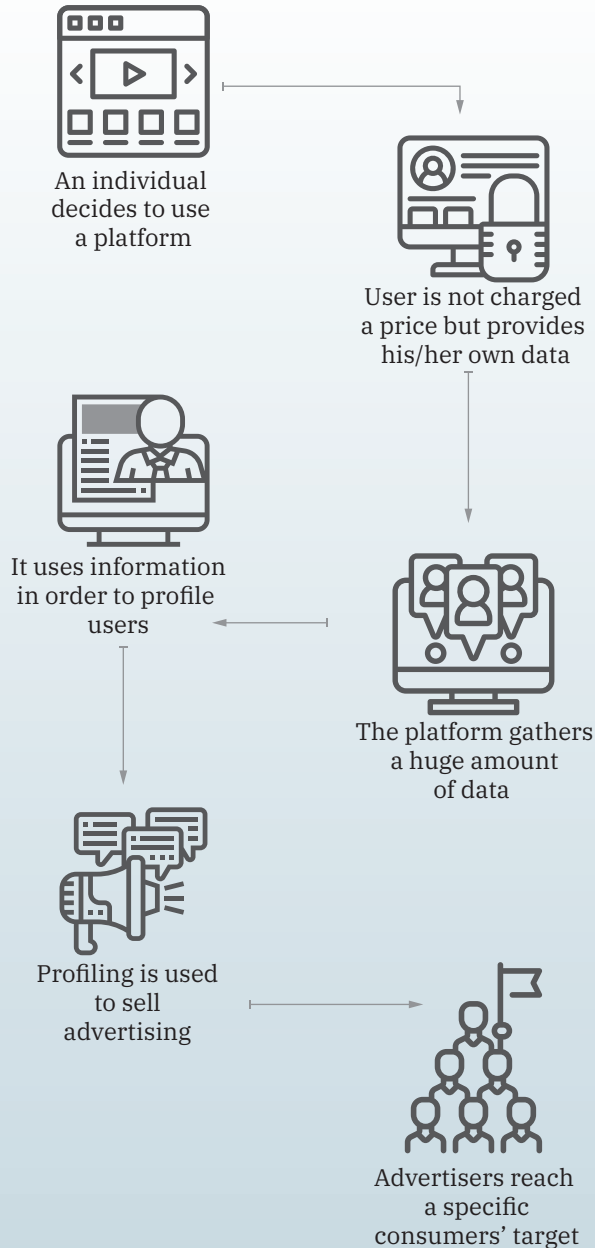 An individual
decides to use
a platform
User is not charged
a price but provides
his/her own data
The platform gathers
a huge amount
of data
It uses information
in order to profile
users
Profiling is used
to sell
advertising
Advertisers reach
a specific
consumers’ target